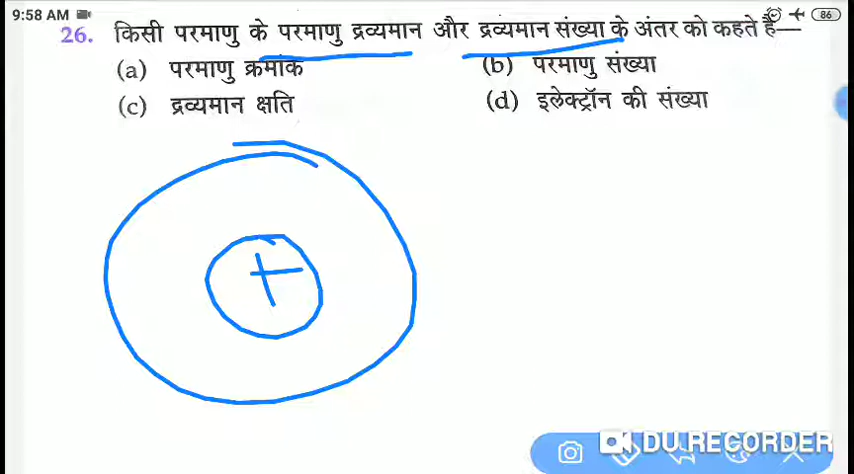 9:58 AM
86
26. किसी परमाणु के परमाणु द्रव्यमान और द्रव्यमान संख्या के अंतर को कहते हैं—
(a) परमाणु क्रमांक (b) परमाणु संख्या
(c) द्रव्यमान क्षति (d) इलेक्ट्रॉन की संख्या
DU RECORDER